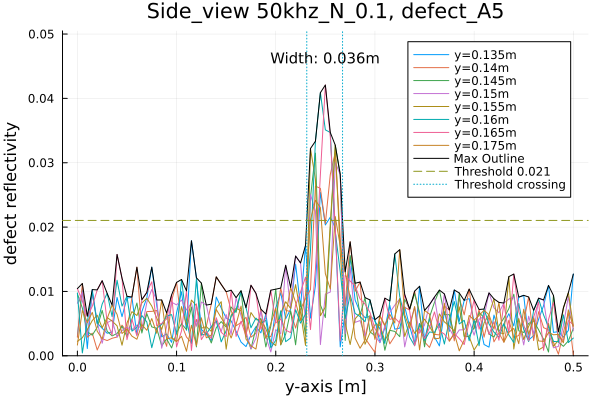 Side_view 50khz_N_0.1, defect_A5
0.05
Width: 0.036m
y=0.135m
y=0.14m
y=0.145m
y=0.15m
y=0.155m
y=0.16m
y=0.165m
y=0.175m
Max Outline
Threshold 0.021
Threshold crossing
0.04
0.03
0.02
0.01
0.00
defect reflectivity
0.0 0.1 0.2 0.3 0.4 0.5
y-axis [m]